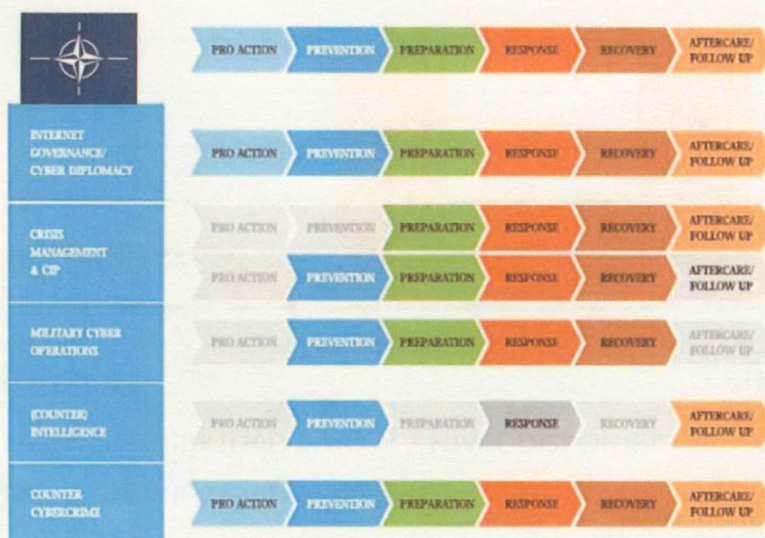 PRO ACTION PREVENTION PREPARATION RESPONSE RECOVERY AFTERCARE/
FOLLOW UP
INTERNET
GOVERNANCE/
CYBER DIPLOMACY
PRO ACTION PREVENTION PREPARATION RESPONSE RECOVERY AFTERCARE/
FOLLOW UP
CRISIS
MANAGEMENT
& CIP
PRO ACTION PREVENTION PREPARATION RESPONSE RECOVERY AFTERCARE/
FOLLOW UP
PRO ACTION PREVENTION PREPARATION RESPONSE RECOVERY AFTERCARE/
FOLLOW UP
MILITARY CYBER
OPERATIONS
PRO ACTION PREVENTION PREPARATION RESPONSE RECOVERY AFTERCARE/
FOLLOW UP
(COUNTER)
INTELLIGENCE
PRO ACTION PREVENTION PREPARATION RESPONSE RECOVERY AFTERCARE/
FOLLOW UP
COUNTER
CYBERCRIME
PRO ACTION PREVENTION PREPARATION RESPONSE RECOVERY AFTERCARE/
FOLLOW UP